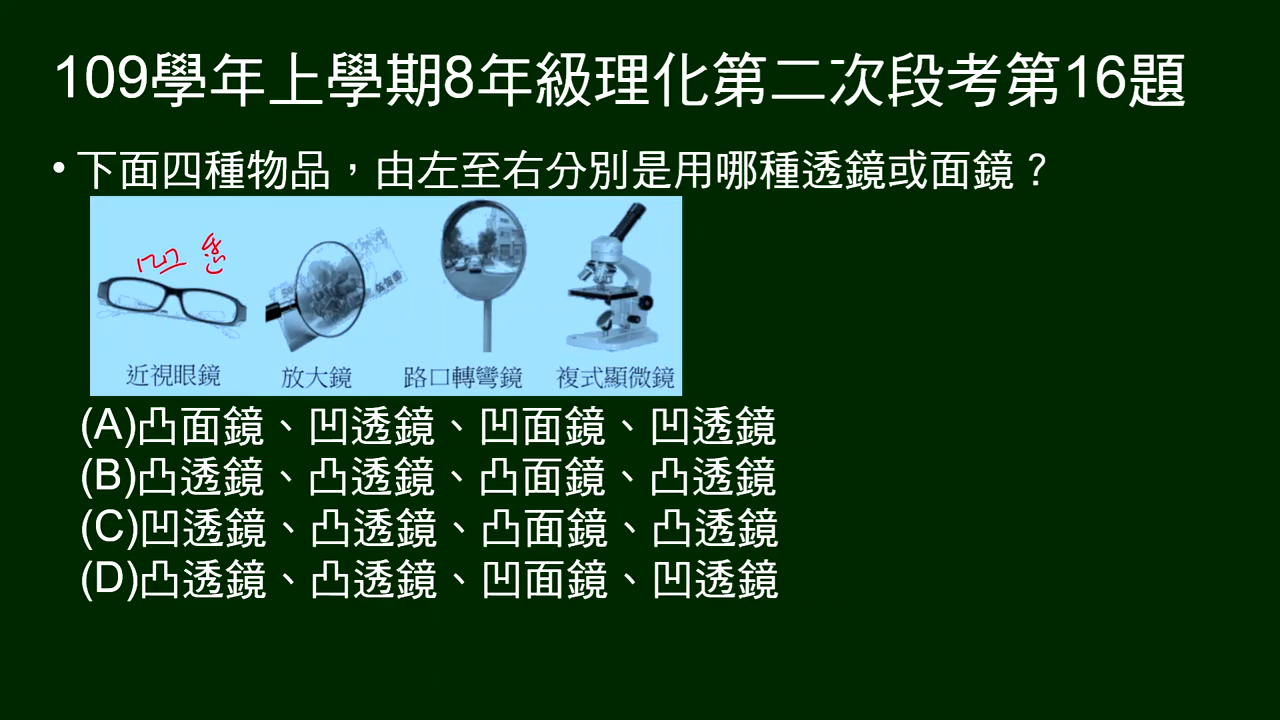 109學年上學期8年級理化第二次段考第16題
• 下面四種物品，由左至右分別是用哪種透鏡或面鏡？
凹 透
近視眼鏡 放大鏡 路口轉彎鏡 複式顯微鏡
(A)凸面鏡、凹透鏡、凹面鏡、凹透鏡
(B)凸透鏡、凸透鏡、凸面鏡、凸透鏡
(C)凹透鏡、凸透鏡、凸面鏡、凸透鏡
(D)凸透鏡、凸透鏡、凹面鏡、凹透鏡